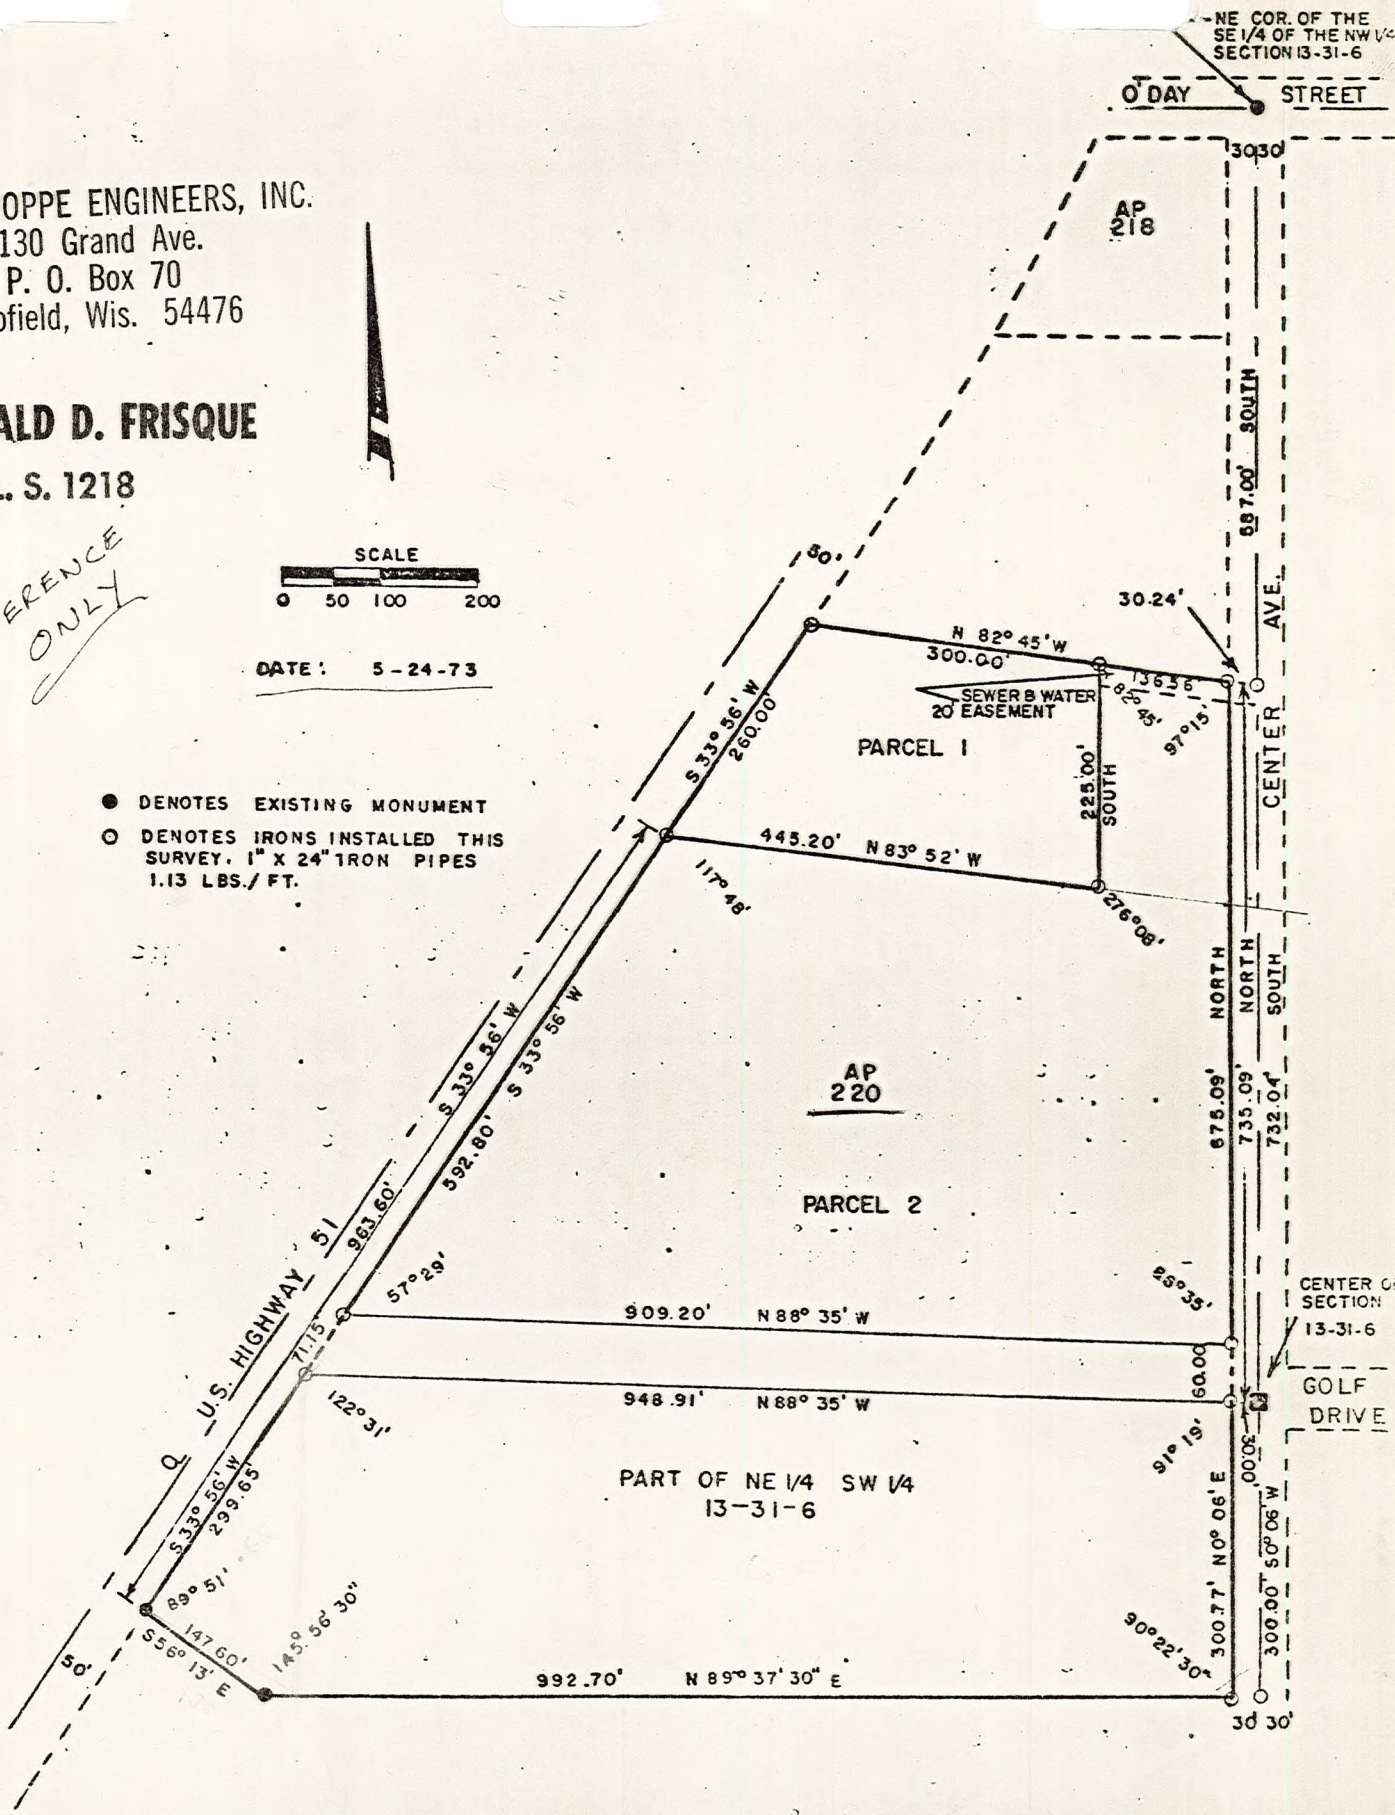 NE COR. OF THE
SE 1/4 OF THE NW 1/4
SECTION 13-31-6
O'DAY STREET
30 30
OPPE ENGINEERS, INC.
130 Grand Ave.
P. O. Box 70
ofield, Wis. 54476
AP
218
ALD D. FRISQUE
L. S. 1218
ERENCE
ONLY
SCALE
0 50 100 200
DATE: 5-24-73
587.00' SOUTH
CENTER AVE.
50'
30.24'
N 82° 45' W
300.00'
136.56
SEWER & WATER
20' EASEMENT
82° 45'
97° 15'
S 33° 56' W
260.00'
PARCEL 1
225.00'
SOUTH
● DENOTES EXISTING MONUMENT
⊙ DENOTES IRONS INSTALLED THIS
SURVEY. 1" X 24" IRON PIPES
1.13 LBS./ FT.
445.20' N 83° 52' W
117° 48'
276° 08'
675.09' NORTH
735.09' NORTH
732.04' SOUTH
S 33° 56' W
963.60'
S 33° 56' W
592.80'
AP
220
PARCEL 2
U.S. HIGHWAY 51
57° 29'
909.20' N 88° 35' W
CENTER O
SECTION
13-31-6
71.15'
60.00
948.91' N 88° 35' W
122° 31'
91° 19'
30.00'
GOLF
DRIVE
PART OF NE 1/4 SW 1/4
13-31-6
S 33° 56' W
299.65'
300.77' N 0° 06' E
300.00' S 0° 06' W
89° 51'
147.60'
S 56° 13' E
145° 56' 30"
90° 22' 30"
992.70' N 89° 37' 30" E
50'
30' 30'